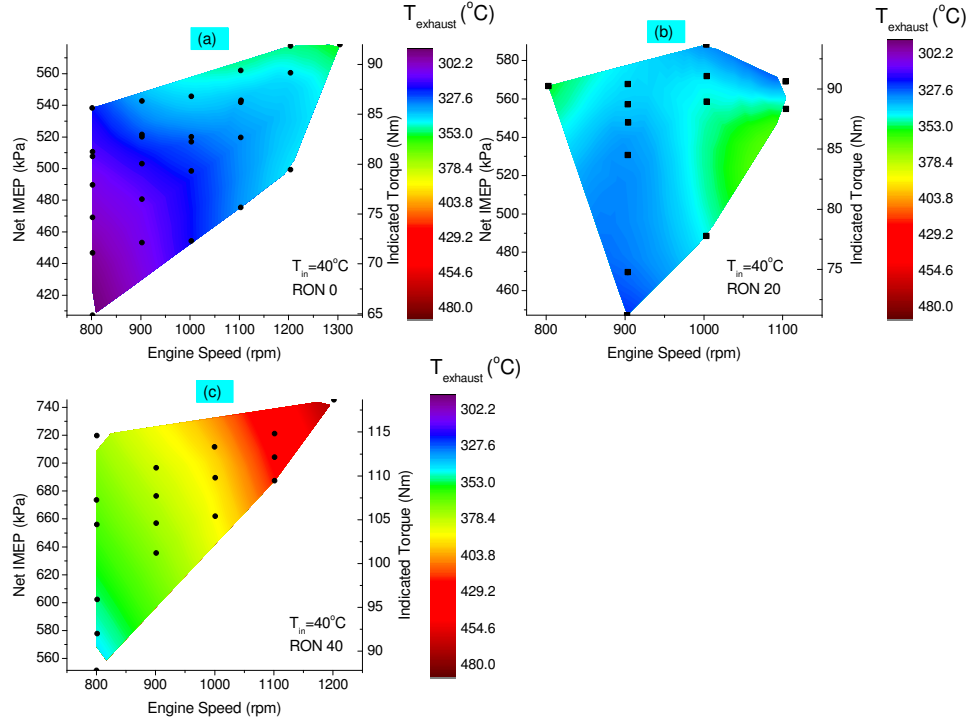 (a)
T_exhaust (°C)
302.2
327.6
353.0
378.4
403.8
429.2
454.6
480.0
560
540
520
500
480
460
440
420
Net IMEP (kPa)
90
85
80
75
70
65
Indicated Torque (Nm)
T_in=40°C
RON 0
800 900 1000 1100 1200 1300
Engine Speed (rpm)
(b)
T_exhaust (°C)
302.2
327.6
353.0
378.4
403.8
429.2
454.6
480.0
580
560
540
520
500
480
460
Net IMEP (kPa)
90
85
80
75
Indicated Torque (Nm)
T_in=40°C
RON 20
800 900 1000 1100
Engine Speed (rpm)
(c)
T_exhaust (°C)
302.2
327.6
353.0
378.4
403.8
429.2
454.6
480.0
740
720
700
680
660
640
620
600
580
560
Net IMEP (kPa)
115
110
105
100
95
90
Indicated Torque (Nm)
T_in=40°C
RON 40
800 900 1000 1100 1200
Engine Speed (rpm)